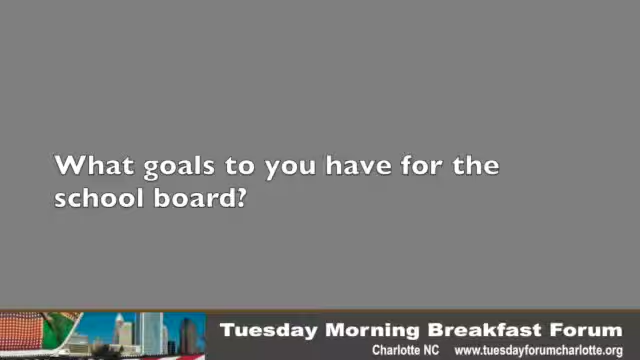 What goals to you have for the
school board?
Tuesday Morning Breakfast Forum
Charlotte NC www.tuesdayforumcharlotte.org